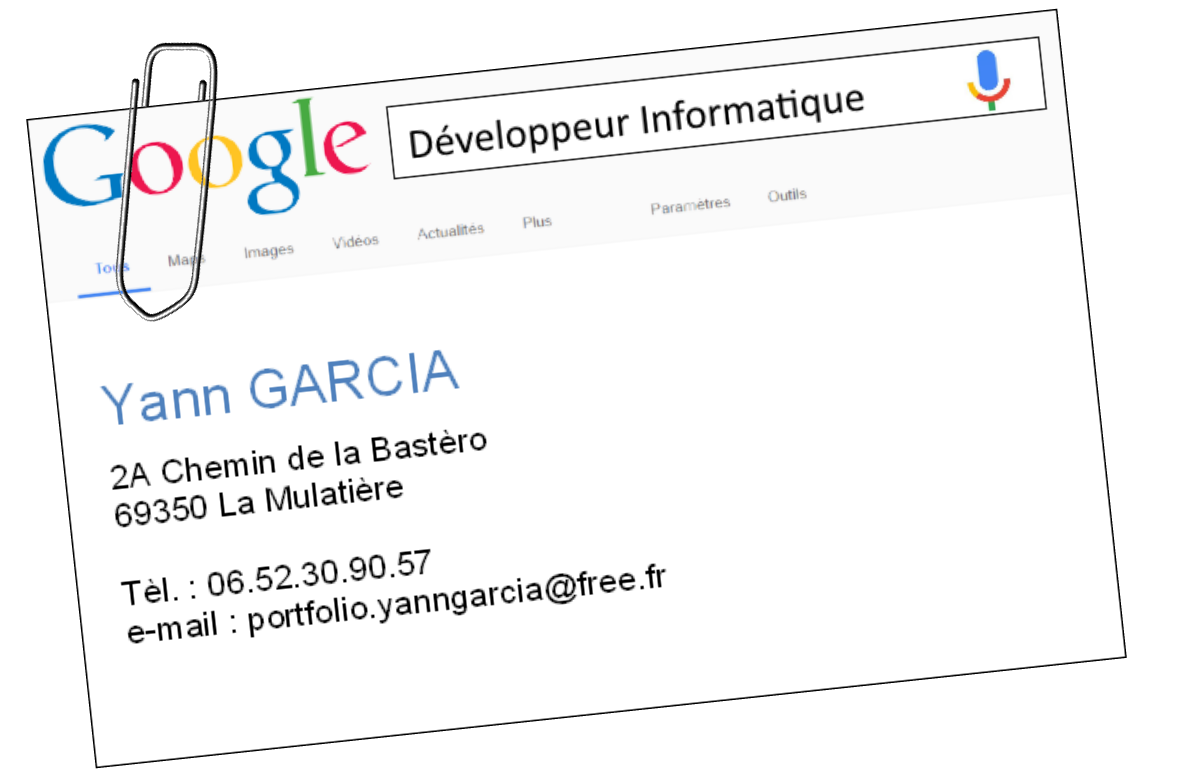 Google Développeur Informatique
Tous Maps Images Vidéos Actualités Plus Paramètres Outils
Yann GARCIA
2A Chemin de la Bastèro
69350 La Mulatière
Tèl. : 06.52.30.90.57
e-mail : portfolio.yanngarcia@free.fr